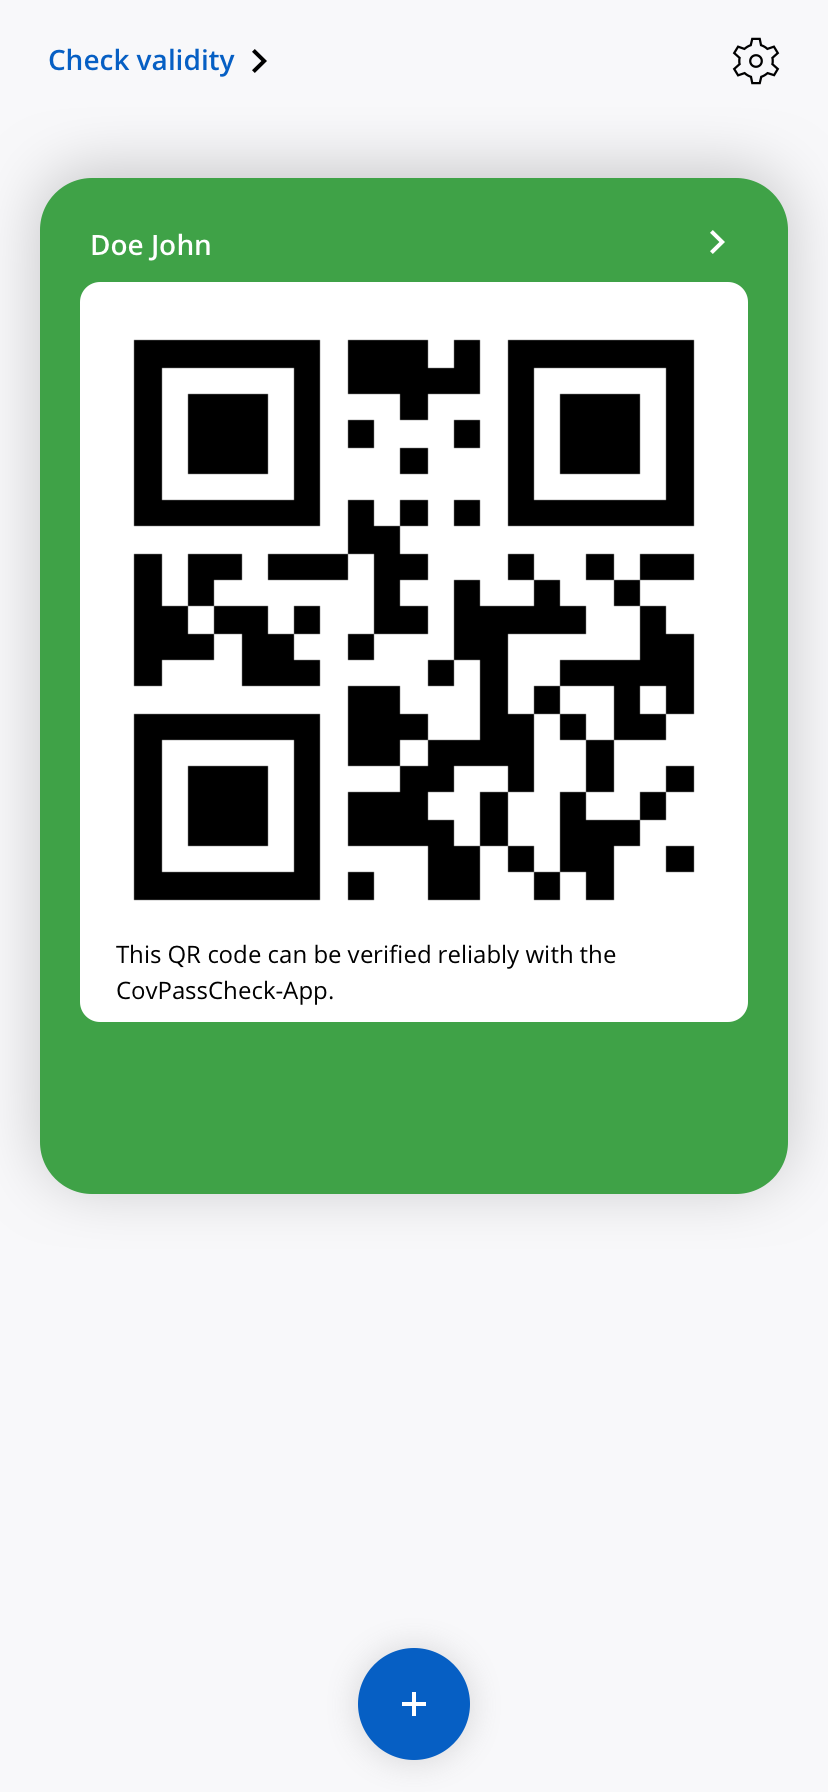 Check validity
Doe John
This QR code can be verified reliably with the
CovPassCheck-App.